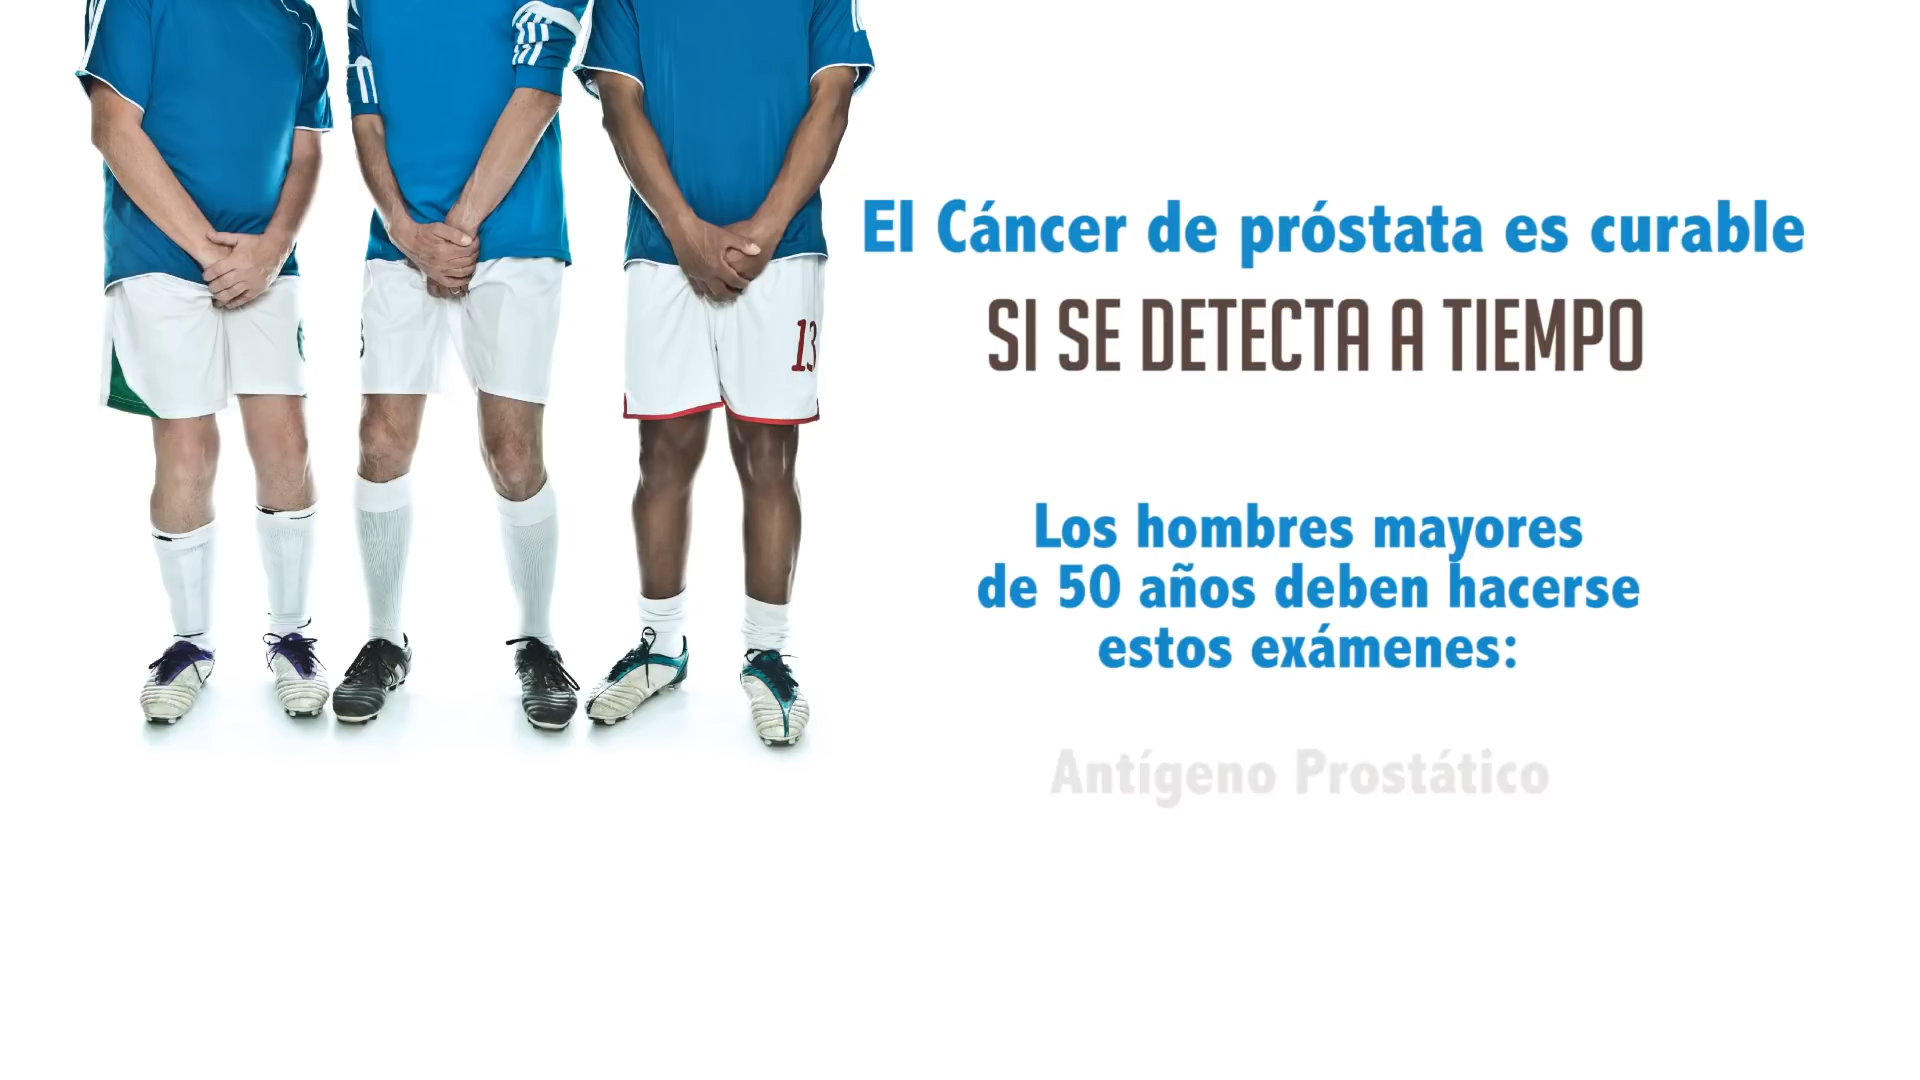 El Cáncer de próstata es curable
SI SE DETECTA A TIEMPO
Los hombres mayores
de 50 años deben hacerse
estos exámenes:
Antígeno Prostático
13